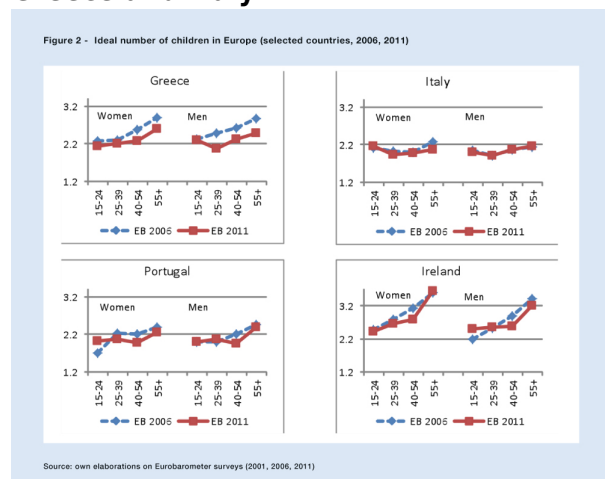 Figure 2 - Ideal number of children in Europe (selected countries, 2006, 2011)
Greece
3.2
2.2
1.2
Women
Men
15-24
25-39
40-54
55+
15-24
25-39
40-54
55+
EB 2006
EB 2011
Italy
3.2
2.2
1.2
Women
Men
15-24
25-39
40-54
55+
15-24
25-39
40-54
55+
EB 2006
EB 2011
Portugal
3.2
2.2
1.2
Women
Men
15-24
25-39
40-54
55+
15-24
25-39
40-54
55+
EB 2006
EB 2011
Ireland
3.2
2.2
1.2
Women
Men
15-24
25-39
40-54
55+
15-24
25-39
40-54
55+
EB 2006
EB 2011
Source: own elaborations on Eurobarometer surveys (2001, 2006, 2011)